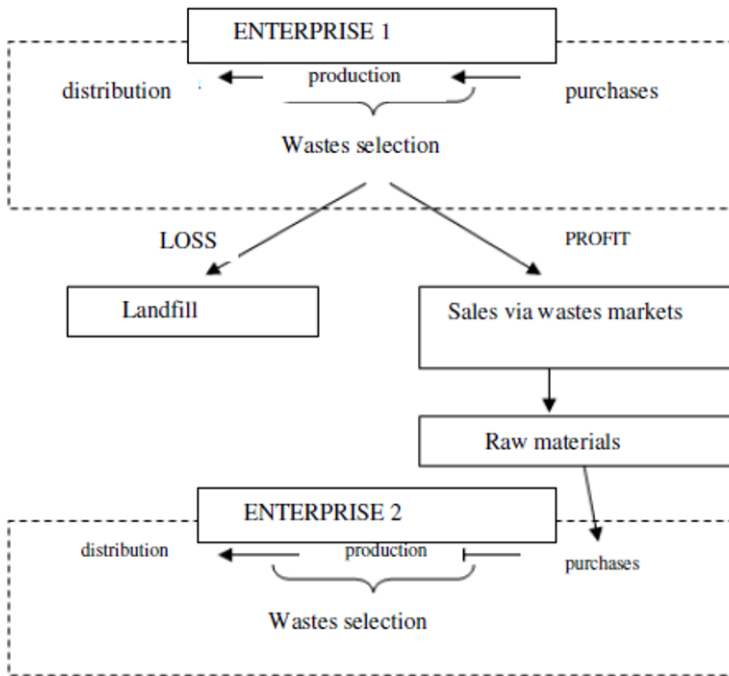 ENTERPRISE 1
distribution production purchases
Wastes selection
LOSS PROFIT
Landfill Sales via wastes markets
Raw materials
ENTERPRISE 2
distribution production purchases
Wastes selection